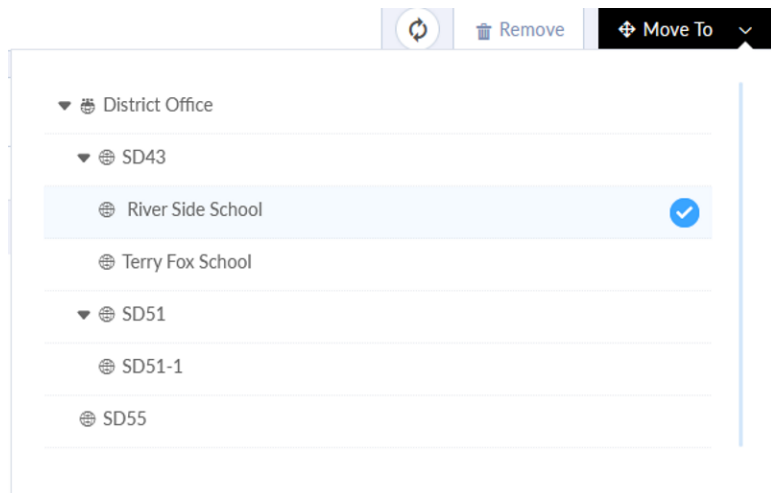 Remove Move To
District Office
SD43
River Side School
Terry Fox School
SD51
SD51-1
SD55